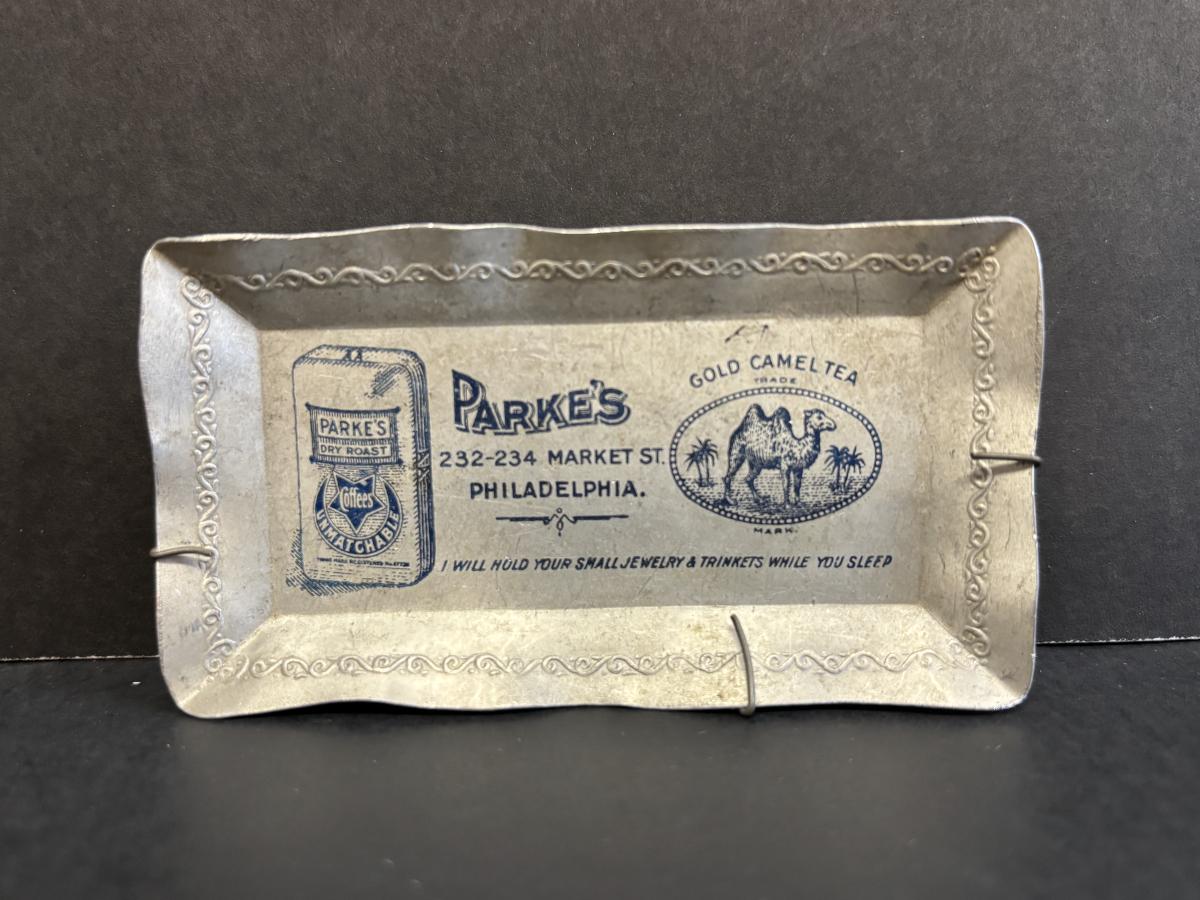 PARKE'S
DRY ROAST
Coffees
UNMATCHABLE
PARKE'S
232-234 MARKET ST.
PHILADELPHIA.
GOLD CAMEL TEA
TRADE
MARK.
I WILL HOLD YOUR SMALL JEWELRY & TRINKETS WHILE YOU SLEEP